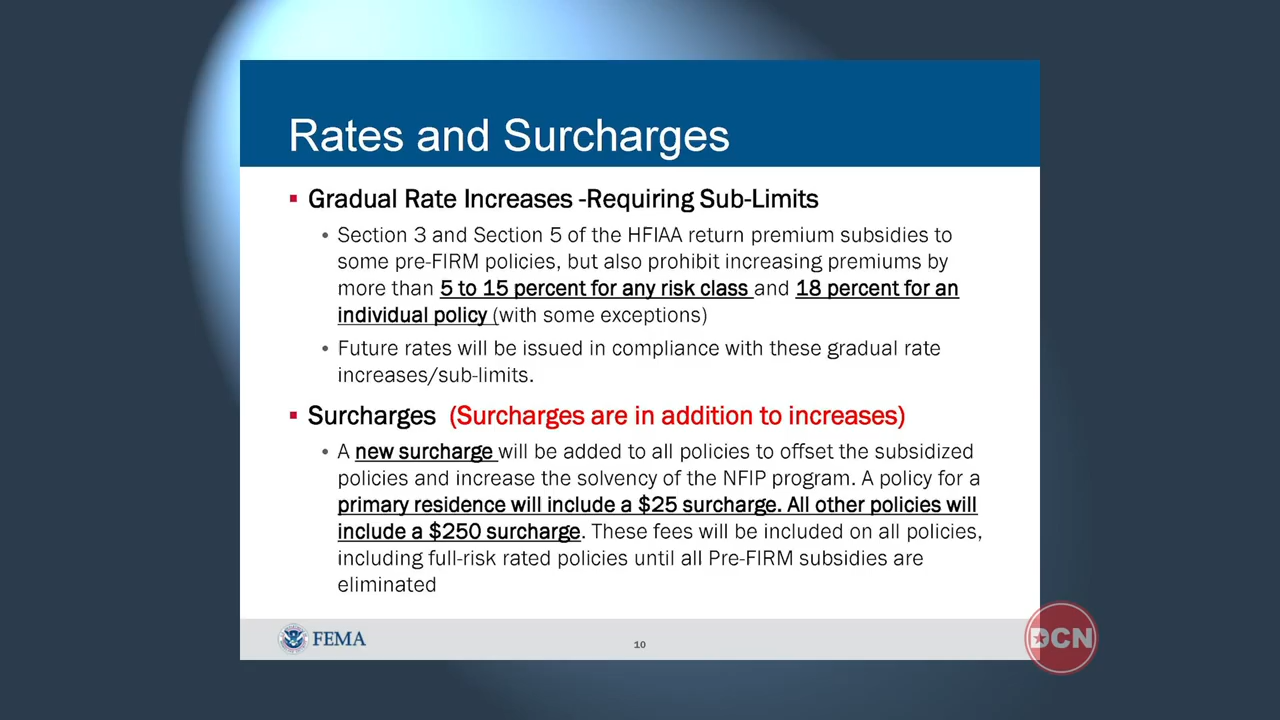 Rates and Surcharges
▪ Gradual Rate Increases -Requiring Sub-Limits
• Section 3 and Section 5 of the HFIAA return premium subsidies to
some pre-FIRM policies, but also prohibit increasing premiums by
more than 5 to 15 percent for any risk class and 18 percent for an
individual policy (with some exceptions)
• Future rates will be issued in compliance with these gradual rate
increases/sub-limits.
▪ Surcharges (Surcharges are in addition to increases)
• A new surcharge will be added to all policies to offset the subsidized
policies and increase the solvency of the NFIP program. A policy for a
primary residence will include a $25 surcharge. All other policies will
include a $250 surcharge. These fees will be included on all policies,
including full-risk rated policies until all Pre-FIRM subsidies are
eliminated
FEMA
10
DCN